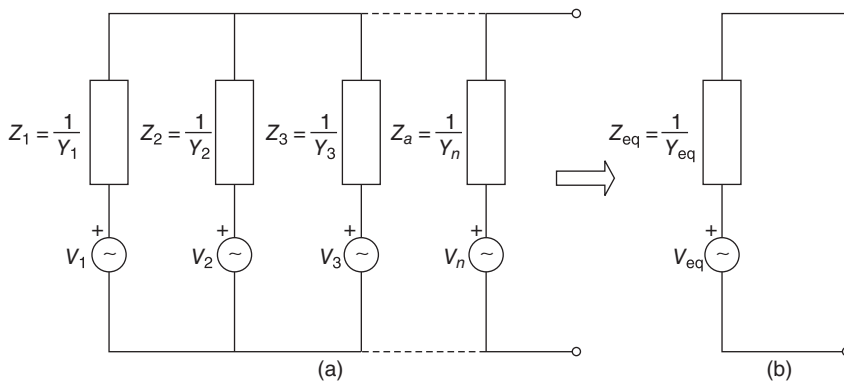 Z1 = 1/Y1
Z2 = 1/Y2
Z3 = 1/Y3
Za = 1/Yn
Zeq = 1/Yeq
+ + + + +
V1 ~
V2 ~
V3 ~
Vn ~
Veq ~
(a)
(b)